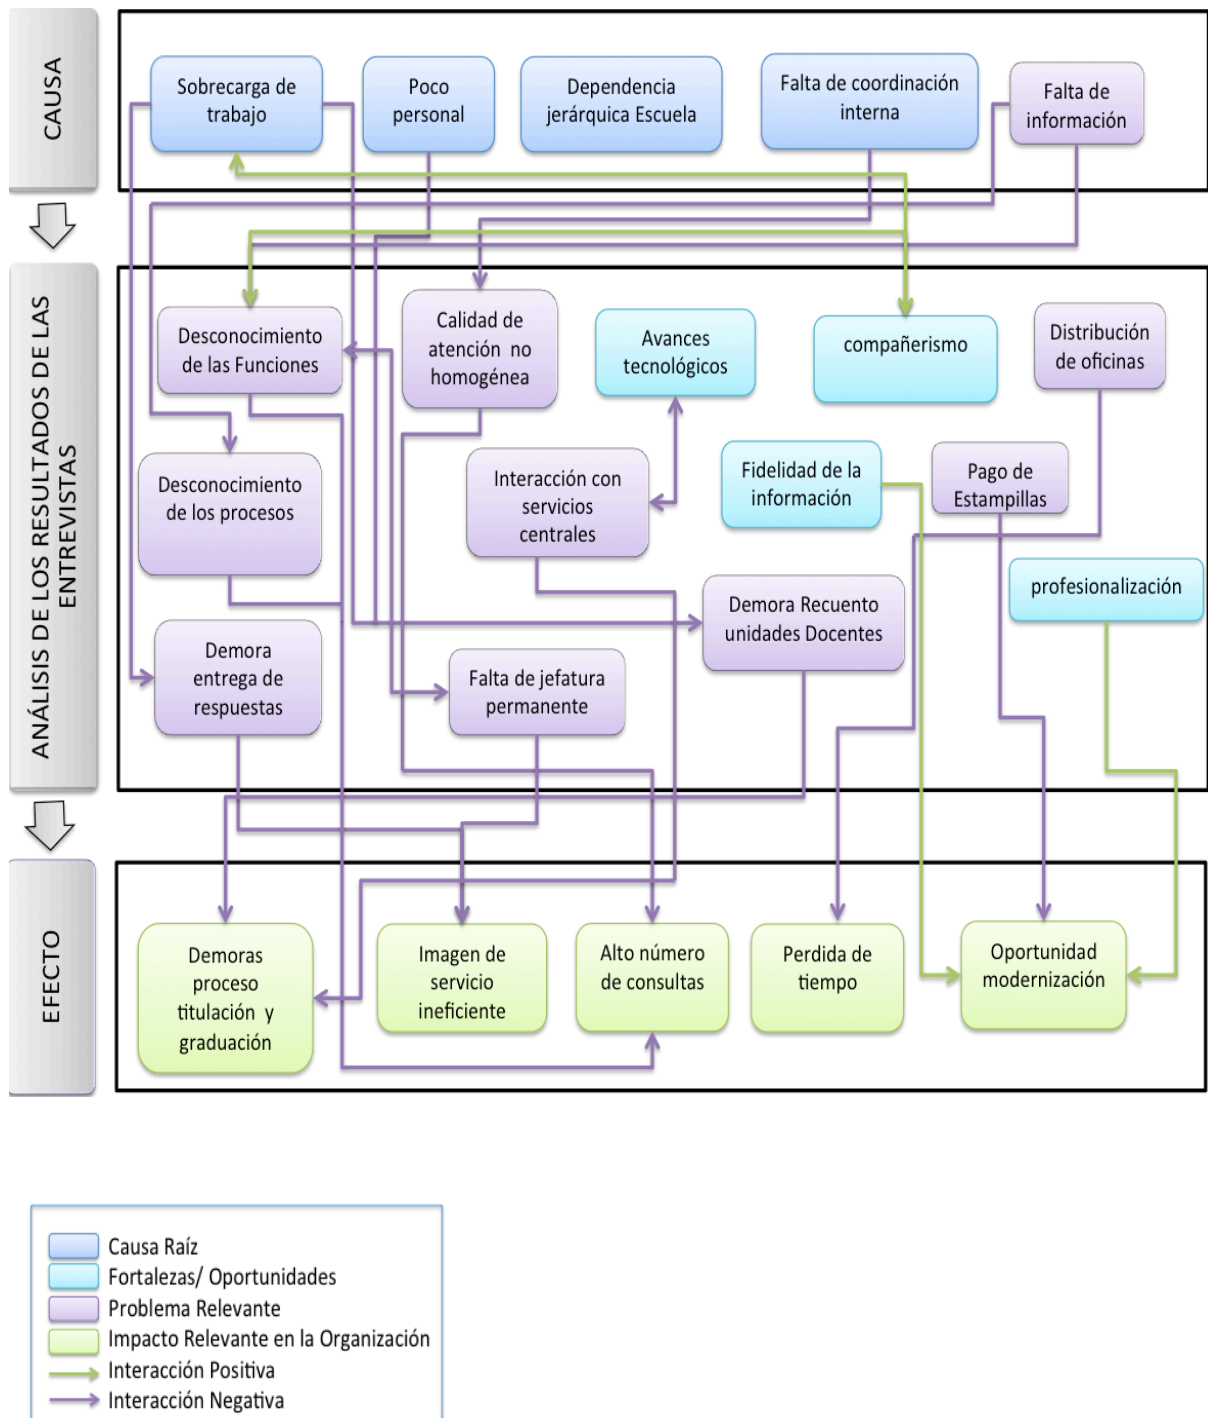 CAUSA
Sobrecarga de
trabajo
Poco
personal
Dependencia
jerárquica Escuela
Falta de coordinación
interna
Falta de
información
ANÁLISIS DE LOS RESULTADOS DE LAS
ENTREVISTAS
Desconocimiento
de las Funciones
Calidad de
atención no
homogénea
Avances
tecnológicos
compañerismo
Distribución
de oficinas
Desconocimiento
de los procesos
Interacción con
servicios
centrales
Fidelidad de la
información
Pago de
Estampillas
profesionalización
Demora Recuento
unidades Docentes
Demora
entrega de
respuestas
Falta de jefatura
permanente
EFECTO
Demoras
proceso
titulación y
graduación
Imagen de
servicio
ineficiente
Alto número
de consultas
Perdida de
tiempo
Oportunidad
modernización
Causa Raíz
Fortalezas/ Oportunidades
Problema Relevante
Impacto Relevante en la Organización
Interacción Positiva
Interacción Negativa